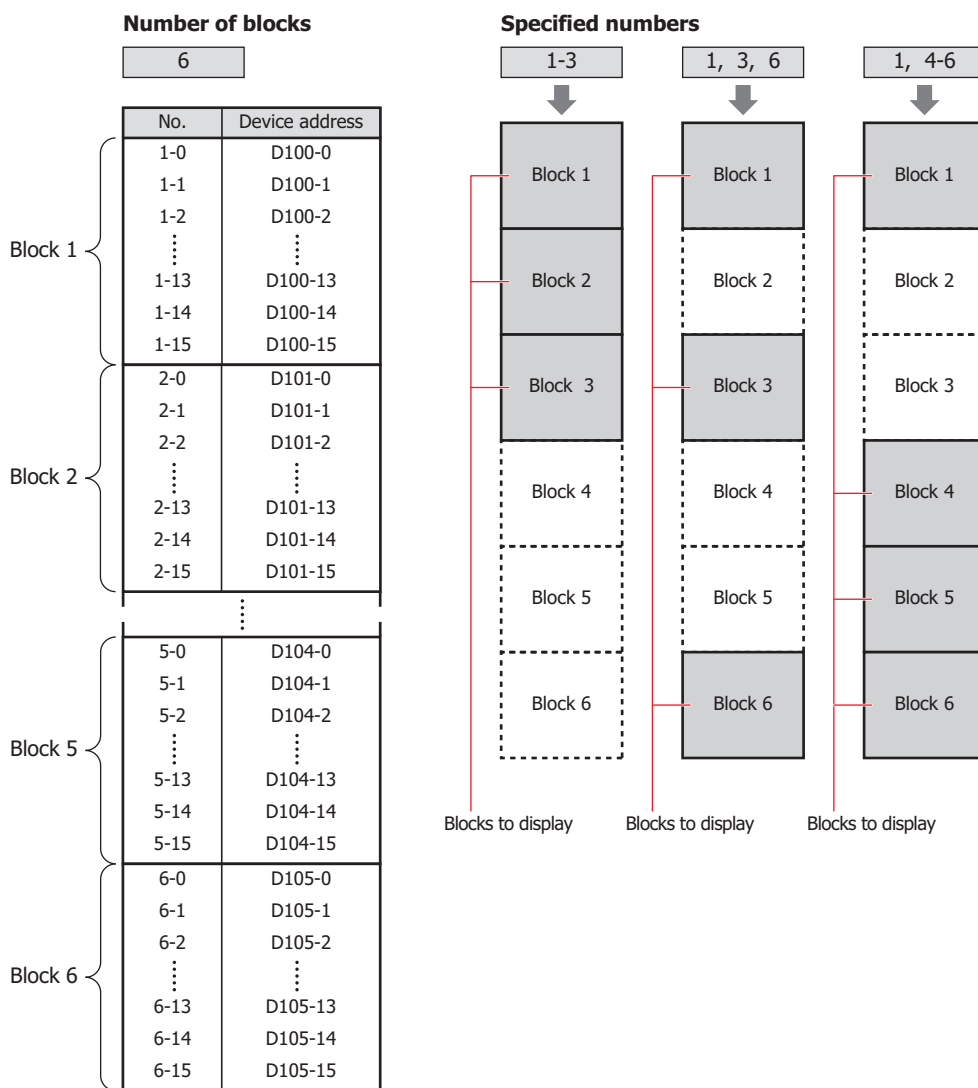 Number of blocks
6
No. Device address
Block 1
1-0 D100-0
1-1 D100-1
1-2 D100-2
1-13 D100-13
1-14 D100-14
1-15 D100-15
Block 2
2-0 D101-0
2-1 D101-1
2-2 D101-2
2-13 D101-13
2-14 D101-14
2-15 D101-15
Block 5
5-0 D104-0
5-1 D104-1
5-2 D104-2
5-13 D104-13
5-14 D104-14
5-15 D104-15
Block 6
6-0 D105-0
6-1 D105-1
6-2 D105-2
6-13 D105-13
6-14 D105-14
6-15 D105-15
Specified numbers
1-3
Block 1
Block 2
Block 3
Block 4
Block 5
Block 6
Blocks to display
1, 3, 6
Block 1
Block 2
Block 3
Block 4
Block 5
Block 6
Blocks to display
1, 4-6
Block 1
Block 2
Block 3
Block 4
Block 5
Block 6
Blocks to display